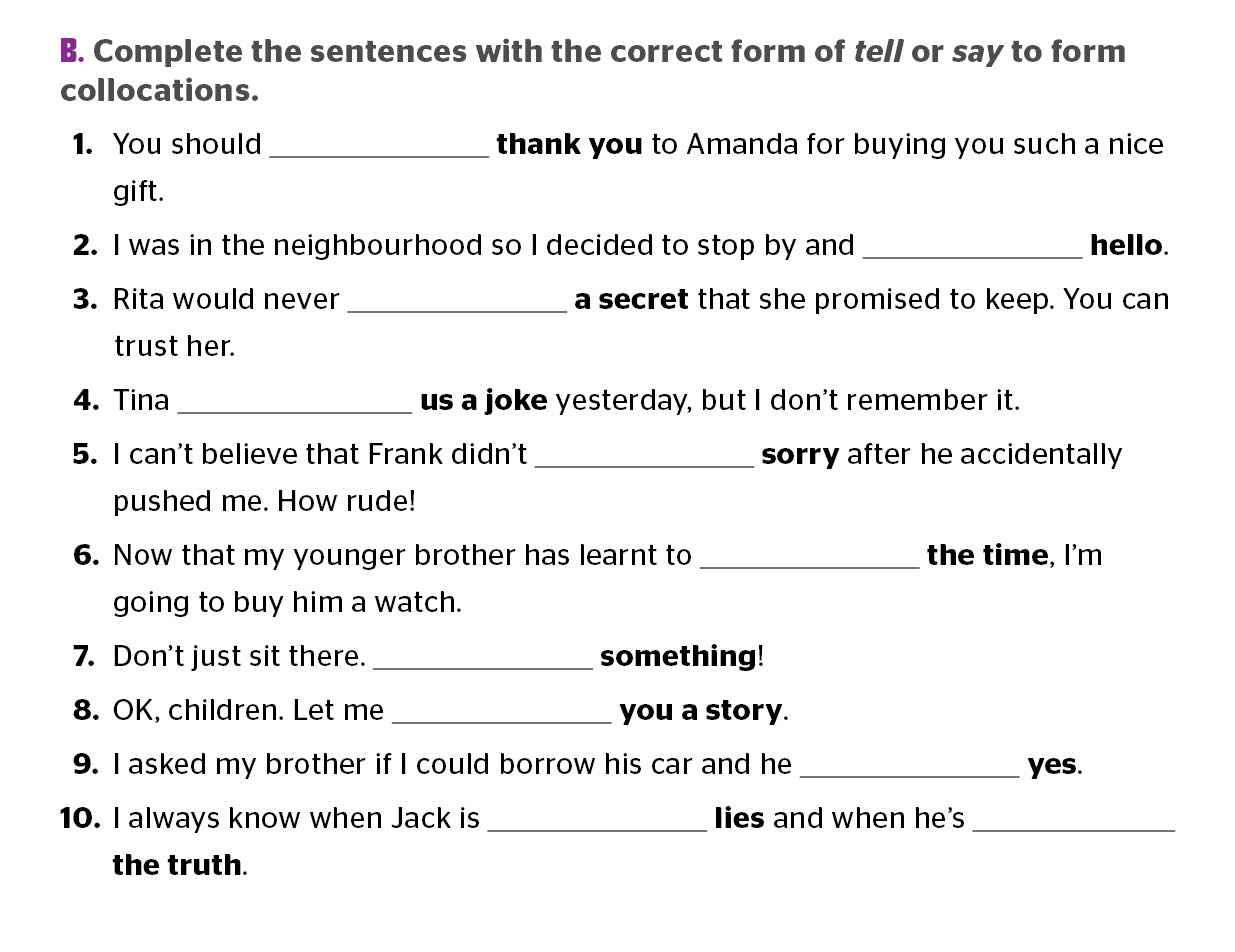 B. Complete the sentences with the correct form of tell or say to form
collocations.
1. You should _______________ thank you to Amanda for buying you such a nice
gift.
2. I was in the neighbourhood so I decided to stop by and _______________ hello.
3. Rita would never _______________ a secret that she promised to keep. You can
trust her.
4. Tina ________________ us a joke yesterday, but I don’t remember it.
5. I can’t believe that Frank didn’t _______________ sorry after he accidentally
pushed me. How rude!
6. Now that my younger brother has learnt to _______________ the time, I’m
going to buy him a watch.
7. Don’t just sit there. _______________ something!
8. OK, children. Let me _______________ you a story.
9. I asked my brother if I could borrow his car and he _______________ yes.
10. I always know when Jack is _______________ lies and when he’s ______________
the truth.